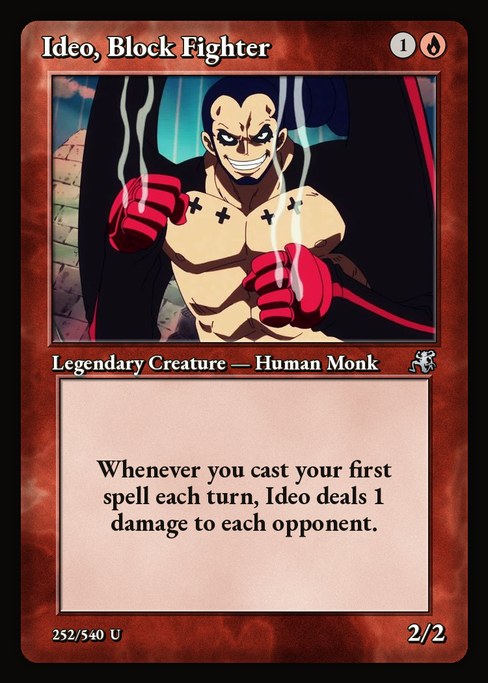 Ideo, Block Fighter
1
Legendary Creature — Human Monk
Whenever you cast your first
spell each turn, Ideo deals 1
damage to each opponent.
252/540 U
2/2